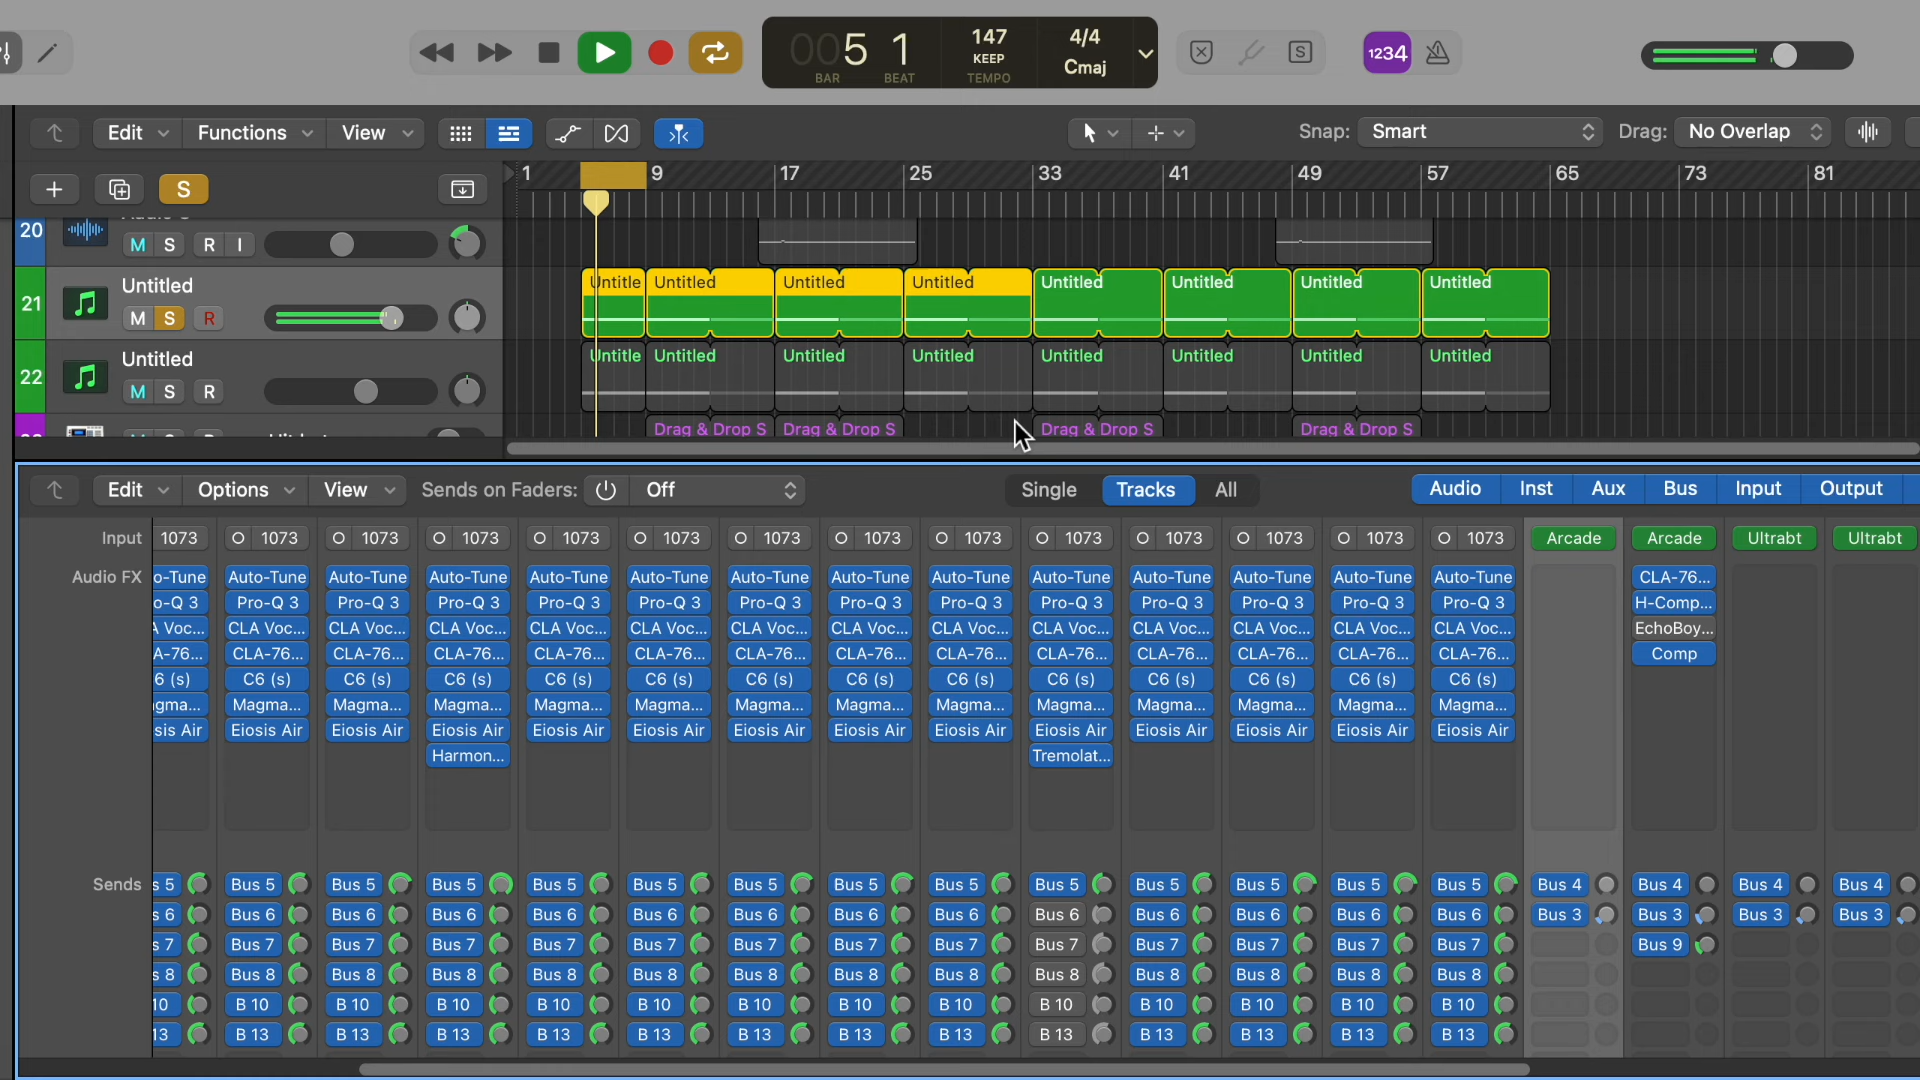 005 1 147 4/4
KEEP Cmaj
BAR BEAT TEMPO
S 1234
Edit Functions View Snap: Smart Drag: No Overlap
S 1 9 17 25 33 41 49 57 65 73 81
20 M S R I
21 Untitled Untitle Untitled Untitled Untitled Untitled Untitled Untitled Untitled
M S R
22 Untitled Untitle Untitled Untitled Untitled Untitled Untitled Untitled Untitled
M S R
Drag & Drop S Drag & Drop S Drag & Drop S Drag & Drop S
Edit Options View Sends on Faders: Off Single Tracks All Audio Inst Aux Bus Input Output
Input 1073 1073 1073 1073 1073 1073 1073 1073 1073 1073 1073 1073 1073 1073 Arcade Arcade Ultrabt Ultrabt
Audio FX o-Tune Auto-Tune Auto-Tune Auto-Tune Auto-Tune Auto-Tune Auto-Tune Auto-Tune Auto-Tune Auto-Tune Auto-Tune Auto-Tune Auto-Tune Auto-Tune CLA-76...
o-Q 3 Pro-Q 3 Pro-Q 3 Pro-Q 3 Pro-Q 3 Pro-Q 3 Pro-Q 3 Pro-Q 3 Pro-Q 3 Pro-Q 3 Pro-Q 3 Pro-Q 3 Pro-Q 3 Pro-Q 3 H-Comp...
A Voc... CLA Voc... CLA Voc... CLA Voc... CLA Voc... CLA Voc... CLA Voc... CLA Voc... CLA Voc... CLA Voc... CLA Voc... CLA Voc... CLA Voc... CLA Voc... EchoBoy...
A-76... CLA-76... CLA-76... CLA-76... CLA-76... CLA-76... CLA-76... CLA-76... CLA-76... CLA-76... CLA-76... CLA-76... CLA-76... CLA-76... Comp
6 (s) C6 (s) C6 (s) C6 (s) C6 (s) C6 (s) C6 (s) C6 (s) C6 (s) C6 (s) C6 (s) C6 (s) C6 (s) C6 (s)
gma... Magma... Magma... Magma... Magma... Magma... Magma... Magma... Magma... Magma... Magma... Magma... Magma... Magma...
sis Air Eiosis Air Eiosis Air Eiosis Air Eiosis Air Eiosis Air Eiosis Air Eiosis Air Eiosis Air Eiosis Air Eiosis Air Eiosis Air Eiosis Air Eiosis Air
Harmon... Tremolat...
Sends s 5 Bus 5 Bus 5 Bus 5 Bus 5 Bus 5 Bus 5 Bus 5 Bus 5 Bus 5 Bus 5 Bus 5 Bus 5 Bus 5 Bus 4 Bus 4 Bus 4 Bus 4
s 6 Bus 6 Bus 6 Bus 6 Bus 6 Bus 6 Bus 6 Bus 6 Bus 6 Bus 6 Bus 6 Bus 6 Bus 6 Bus 6 Bus 3 Bus 3 Bus 3 Bus 3
s 7 Bus 7 Bus 7 Bus 7 Bus 7 Bus 7 Bus 7 Bus 7 Bus 7 Bus 7 Bus 7 Bus 7 Bus 7 Bus 7 Bus 9
s 8 Bus 8 Bus 8 Bus 8 Bus 8 Bus 8 Bus 8 Bus 8 Bus 8 Bus 8 Bus 8 Bus 8 Bus 8 Bus 8
10 B 10 B 10 B 10 B 10 B 10 B 10 B 10 B 10 B 10 B 10 B 10 B 10 B 10
13 B 13 B 13 B 13 B 13 B 13 B 13 B 13 B 13 B 13 B 13 B 13 B 13 B 13